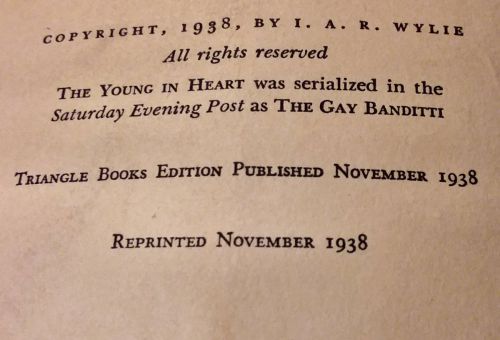 COPYRIGHT, 1938, BY I. A. R. WYLIE
All rights reserved
THE YOUNG IN HEART was serialized in the
Saturday Evening Post as THE GAY BANDITTI
TRIANGLE BOOKS EDITION PUBLISHED NOVEMBER 1938
REPRINTED NOVEMBER 1938